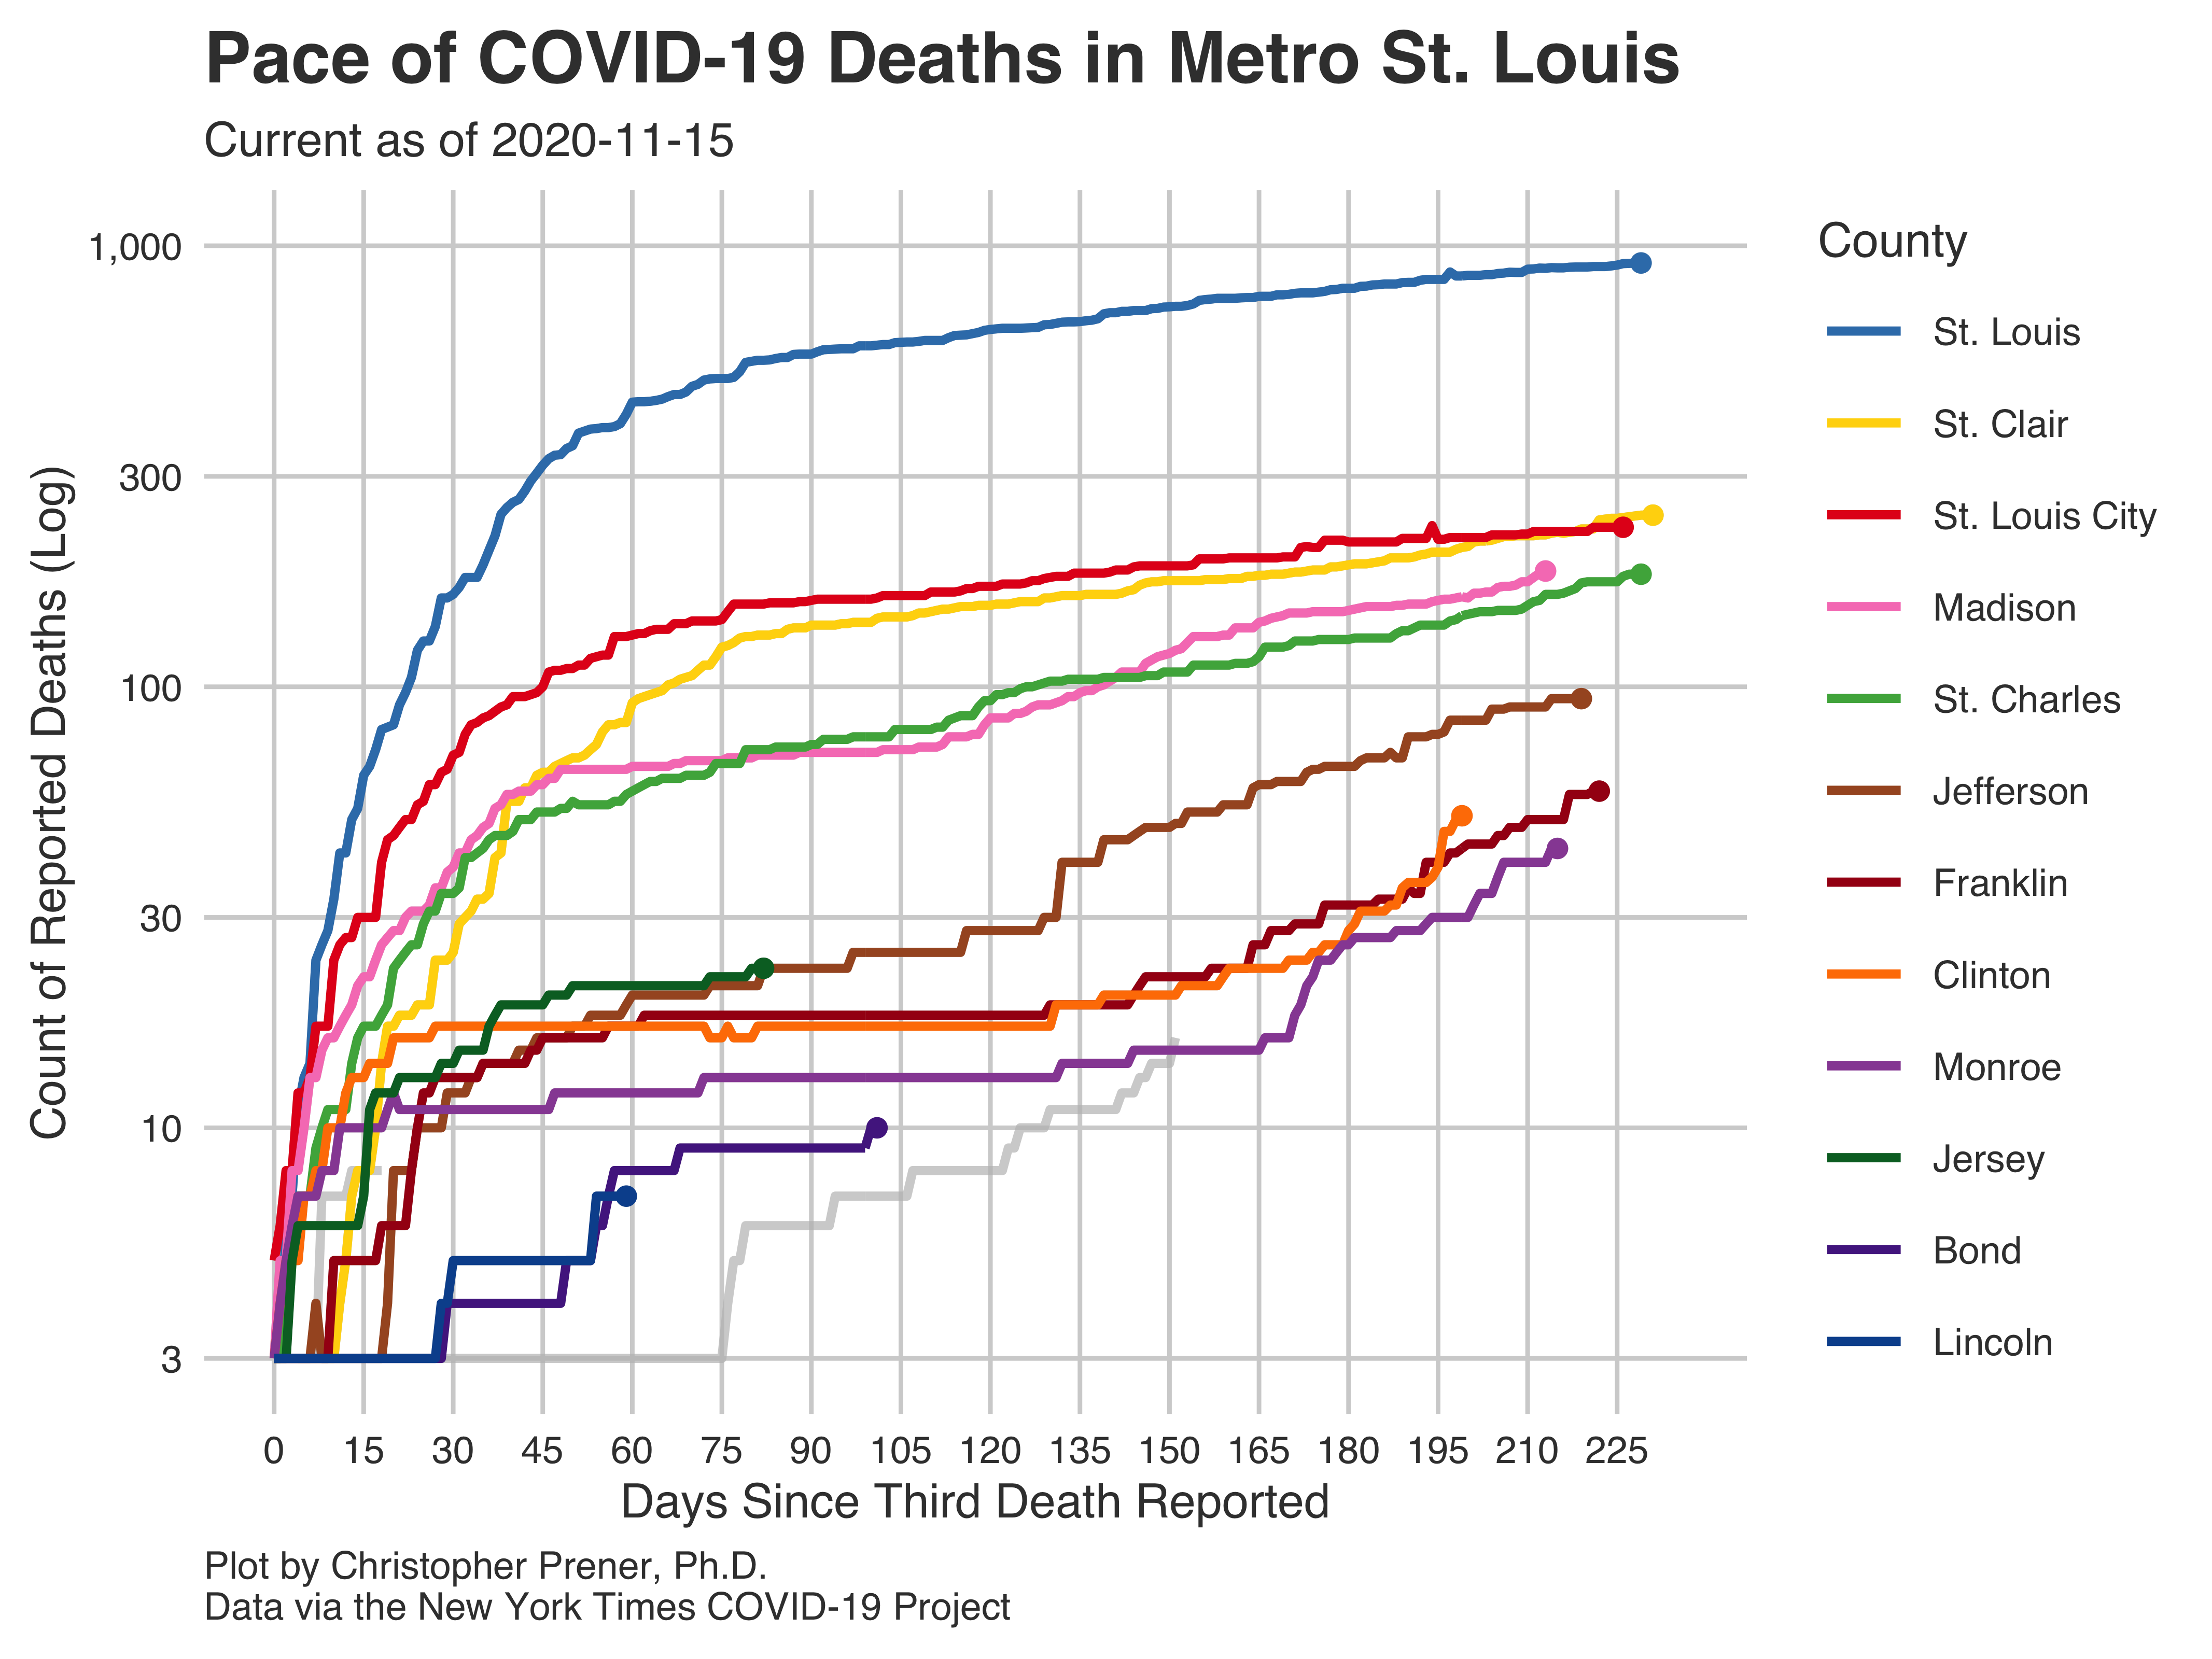 Pace of COVID-19 Deaths in Metro St. Louis
Current as of 2020-11-15
Count of Reported Deaths (Log)
1,000
300
100
30
10
3
0 15 30 45 60 75 90 105 120 135 150 165 180 195 210 225
Days Since Third Death Reported
County
St. Louis
St. Clair
St. Louis City
Madison
St. Charles
Jefferson
Franklin
Clinton
Monroe
Jersey
Bond
Lincoln
Plot by Christopher Prener, Ph.D.
Data via the New York Times COVID-19 Project